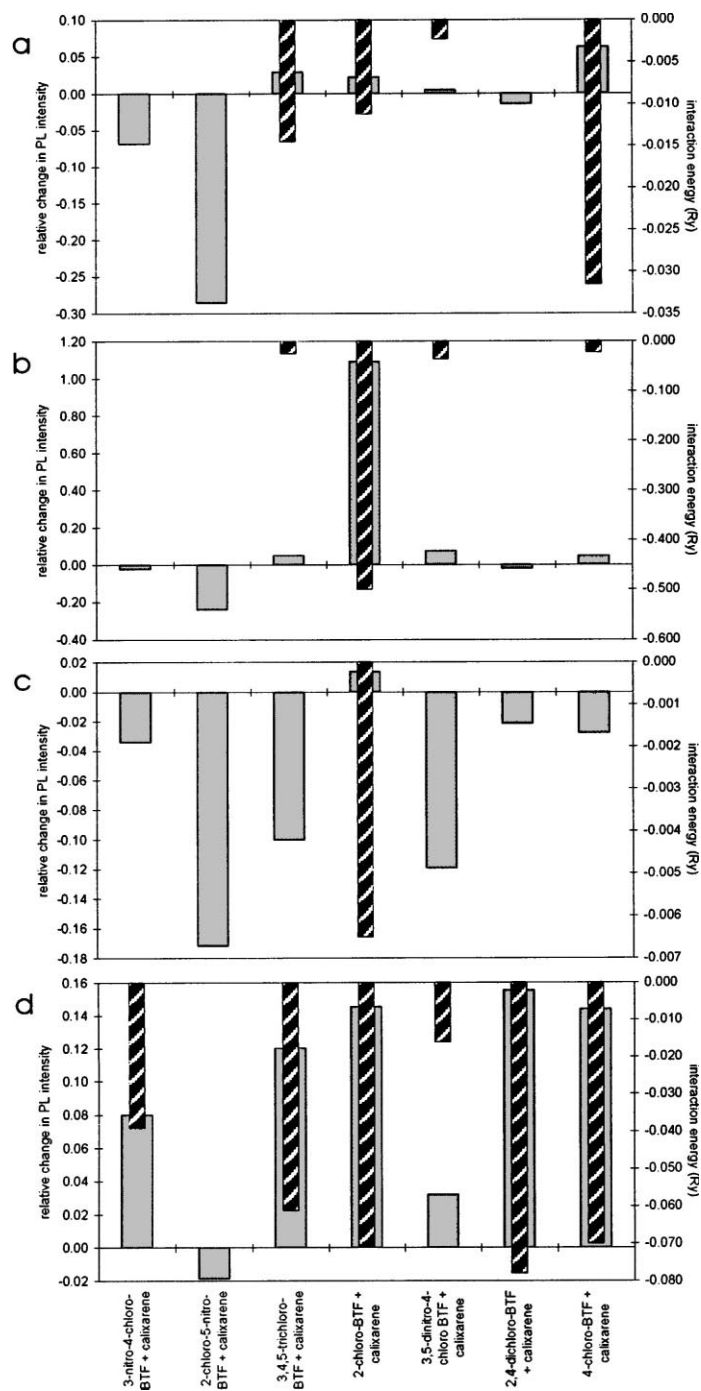 a
relative change in PL intensity
0.10
0.05
0.00
-0.05
-0.10
-0.15
-0.20
-0.25
-0.30
0.000
-0.005
-0.010
-0.015
-0.020
-0.025
-0.030
-0.035
interaction energy (Ry)
b
relative change in PL intensity
1.20
1.00
0.80
0.60
0.40
0.20
0.00
-0.20
-0.40
0.000
-0.100
-0.200
-0.300
-0.400
-0.500
-0.600
interaction energy (Ry)
c
relative change in PL intensity
0.02
0.00
-0.02
-0.04
-0.06
-0.08
-0.10
-0.12
-0.14
-0.16
-0.18
0.000
-0.001
-0.002
-0.003
-0.004
-0.005
-0.006
-0.007
interaction energy (Ry)
d
relative change in PL intensity
0.16
0.14
0.12
0.10
0.08
0.06
0.04
0.02
0.00
-0.02
0.000
-0.010
-0.020
-0.030
-0.040
-0.050
-0.060
-0.070
-0.080
interaction energy (Ry)
3-nitro-4-chloro-
BTF + calixarene
2-chloro-5-nitro-
BTF + calixarene
3,4,5-trichloro-
BTF + calixarene
2-chloro-BTF +
calixarene
3,5-dinitro-4-
chloro BTF +
calixarene
2,4-dichloro-BTF
+ calixarene
4-chloro-BTF +
calixarene